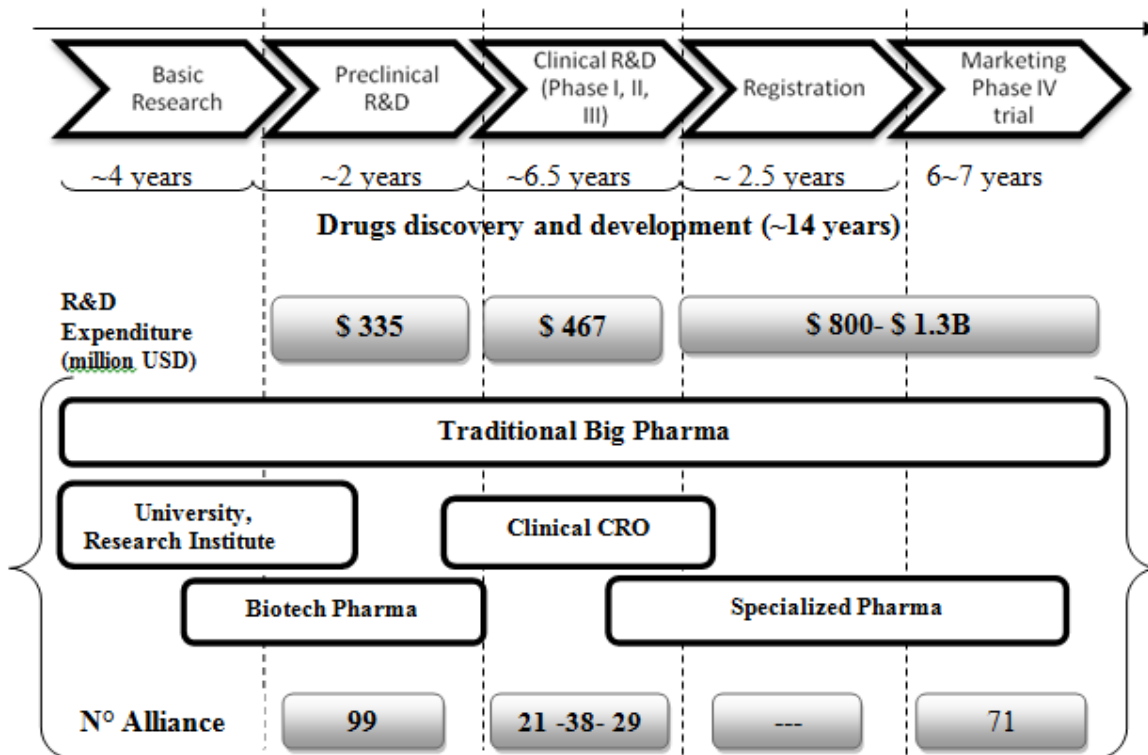 Basic
Research
Preclinical
R&D
Clinical R&D
(Phase I, II,
III)
Registration
Marketing
Phase IV
trial
~4 years
~2 years
~6.5 years
~ 2.5 years
6~7 years
Drugs discovery and development (~14 years)
R&D
Expenditure
(million USD)
$ 335
$ 467
$ 800- $ 1.3B
Traditional Big Pharma
University,
Research Institute
Clinical CRO
Biotech Pharma
Specialized Pharma
N° Alliance
99
21 -38- 29
---
71